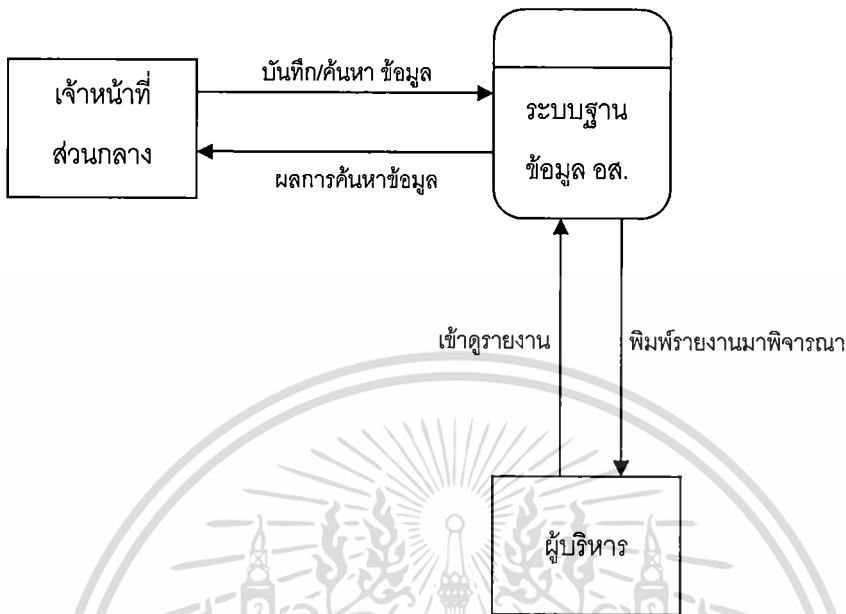 บันทึก/ค้นหา ข้อมูล
เจ้าหน้าที่
ส่วนกลาง
ระบบฐาน
ข้อมูล อส.
ผลการค้นหาข้อมูล
เข้าดูรายงาน
พิมพ์รายงานมาพิจารณา
ผู้บริหาร